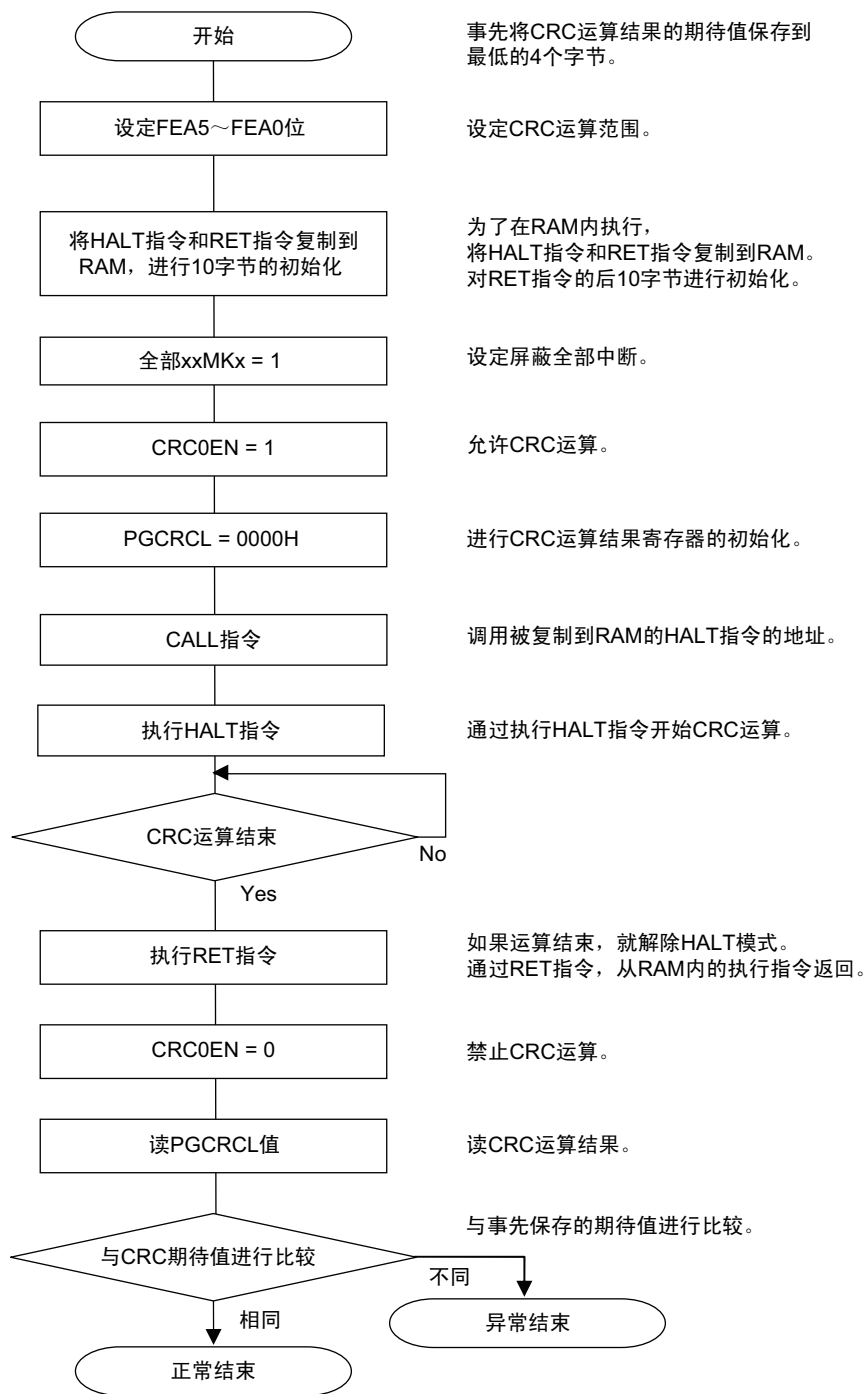 开始
事先将CRC运算结果的期待值保存到
最低的4个字节。
设定FEA5～FEA0位
设定CRC运算范围。
将HALT指令和RET指令复制到
RAM，进行10字节的初始化
为了在RAM内执行，
将HALT指令和RET指令复制到RAM。
对RET指令的后10字节进行初始化。
全部xxMKx = 1
设定屏蔽全部中断。
CRC0EN = 1
允许CRC运算。
PGCRCL = 0000H
进行CRC运算结果寄存器的初始化。
CALL指令
调用被复制到RAM的HALT指令的地址。
执行HALT指令
通过执行HALT指令开始CRC运算。
CRC运算结束
No
Yes
执行RET指令
如果运算结束，就解除HALT模式。
通过RET指令，从RAM内的执行指令返回。
CRC0EN = 0
禁止CRC运算。
读PGCRCL值
读CRC运算结果。
与事先保存的期待值进行比较。
与CRC期待值进行比较
不同
相同
异常结束
正常结束